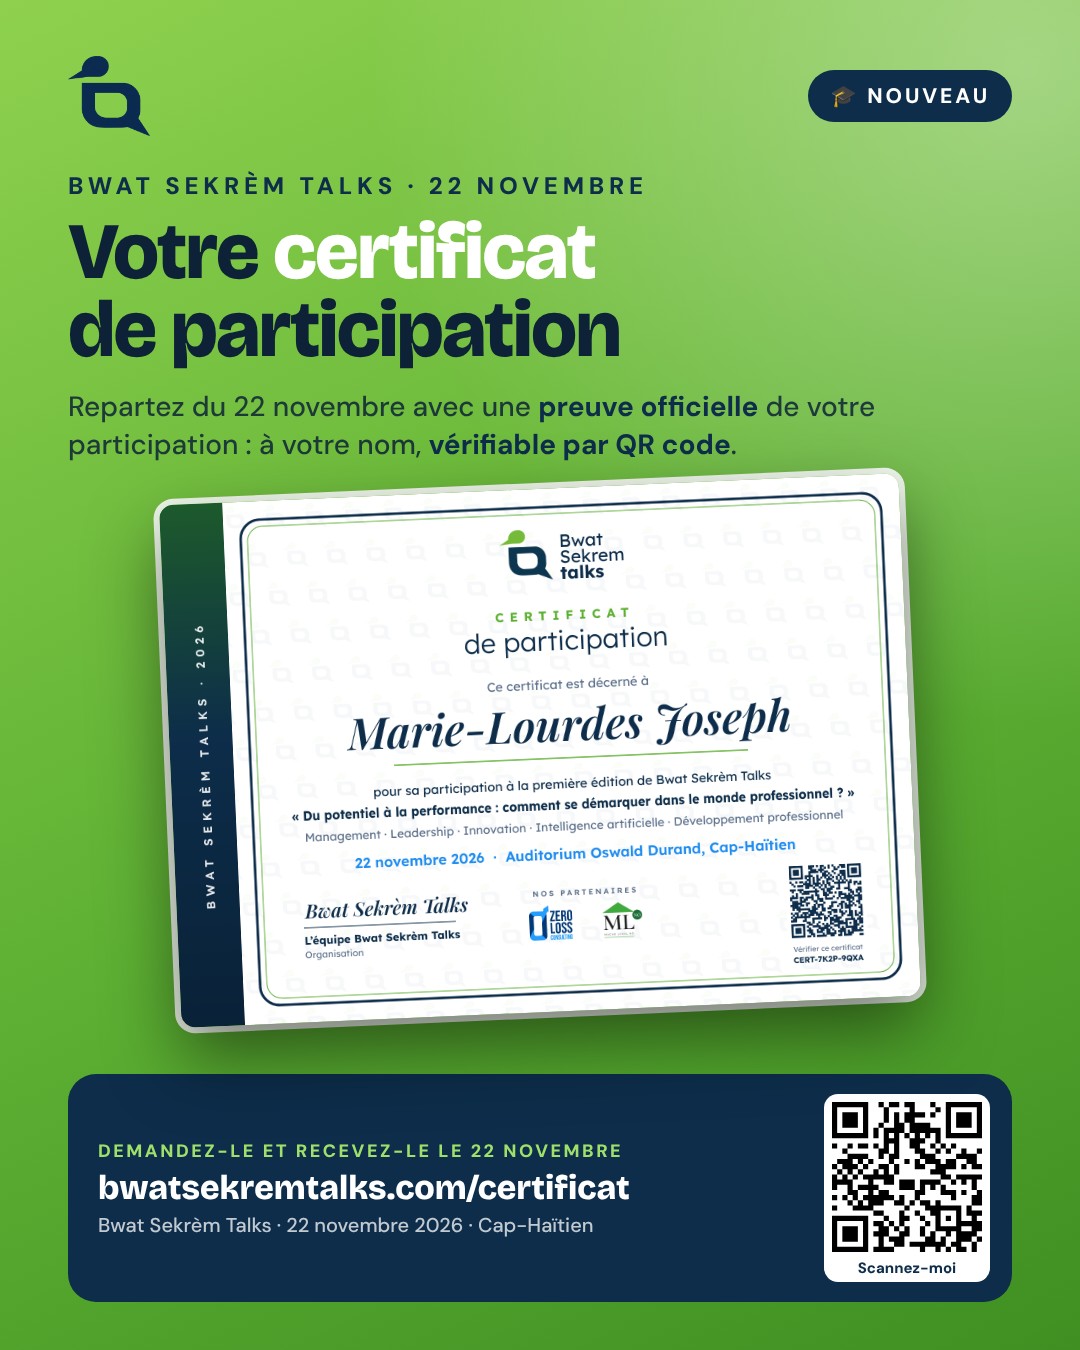 NOUVEAU
BWAT SEKRÈM TALKS · 22 NOVEMBRE
Votre certificat
de participation
Repartez du 22 novembre avec une preuve officielle de votre
participation : à votre nom, vérifiable par QR code.
BWAT SEKRÈM TALKS · 2026
Bwat
Sekrem
talks
CERTIFICAT
de participation
Ce certificat est décerné à
Marie-Lourdes Joseph
pour sa participation à la première édition de Bwat Sekrèm Talks
« Du potentiel à la performance : comment se démarquer dans le monde professionnel ? »
Management · Leadership · Innovation · Intelligence artificielle · Développement professionnel
22 novembre 2026 · Auditorium Oswald Durand, Cap-Haïtien
Bwat Sekrèm Talks
L'équipe Bwat Sekrèm Talks
Organisation
NOS PARTENAIRES
ZERO
LOSS
CONSULTING
ML
Vérifier ce certificat
CERT-7K2P-9QXA
DEMANDEZ-LE ET RECEVEZ-LE LE 22 NOVEMBRE
bwatsekremtalks.com/certificat
Bwat Sekrèm Talks · 22 novembre 2026 · Cap-Haïtien
Scannez-moi